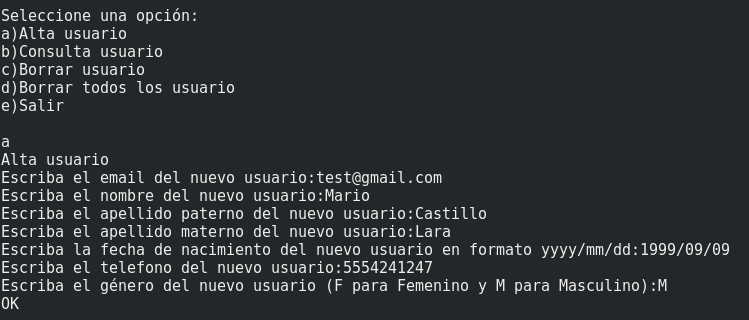 Seleccione una opción:
a)Alta usuario
b)Consulta usuario
c)Borrar usuario
d)Borrar todos los usuario
e)Salir
a
Alta usuario
Escriba el email del nuevo usuario:test@gmail.com
Escriba el nombre del nuevo usuario:Mario
Escriba el apellido paterno del nuevo usuario:Castillo
Escriba el apellido materno del nuevo usuario:Lara
Escriba la fecha de nacimiento del nuevo usuario en formato yyyy/mm/dd:1999/09/09
Escriba el telefono del nuevo usuario:5554241247
Escriba el género del nuevo usuario (F para Femenino y M para Masculino):M
OK